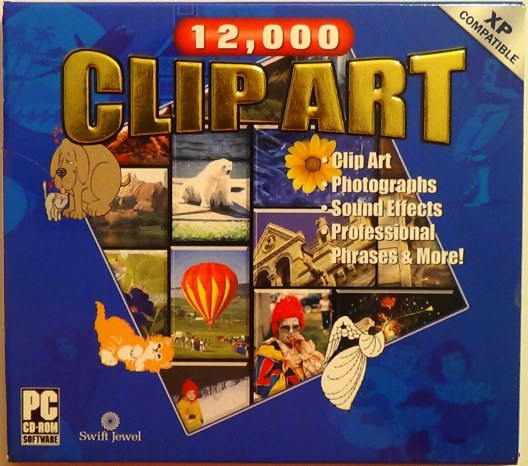 12,000
CLIP ART
XP
COMPATIBLE
• Clip Art
• Photographs
• Sound Effects
• Professional
Phrases & More!
PC
CD-ROM
SOFTWARE
Swift Jewel